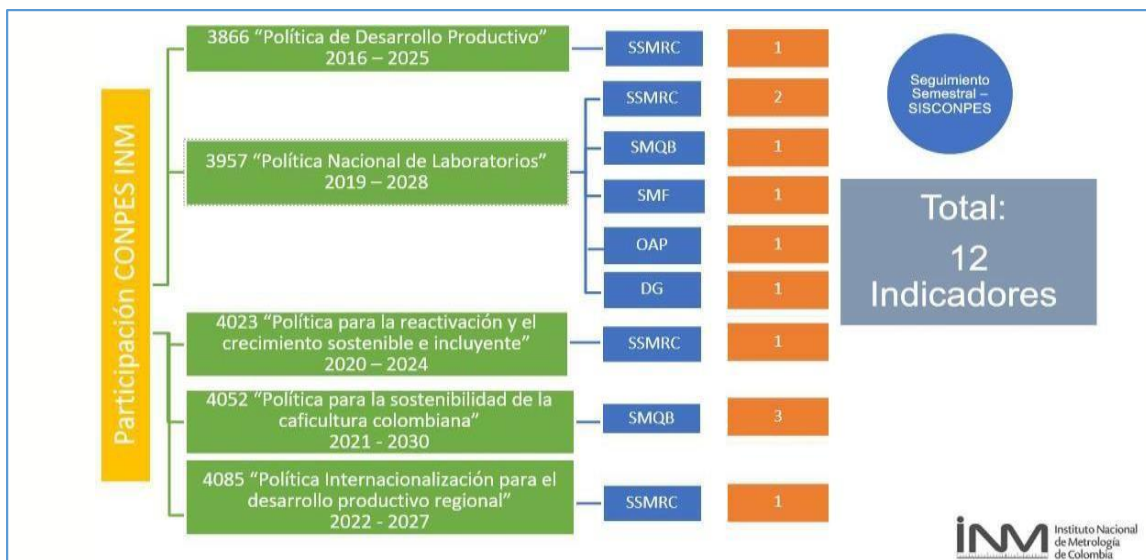 Participación CONPES INM
3866 “Política de Desarrollo Productivo”
2016 – 2025
SSMRC
1
3957 “Política Nacional de Laboratorios”
2019 – 2028
SSMRC
2
SMQB
1
SMF
1
OAP
1
DG
1
4023 “Política para la reactivación y el
crecimiento sostenible e incluyente”
2020 – 2024
SSMRC
1
4052 “Política para la sostenibilidad de la
caficultura colombiana”
2021 - 2030
SMQB
3
4085 “Política Internacionalización para el
desarrollo productivo regional”
2022 - 2027
SSMRC
1
Seguimiento
Semestral –
SISCONPES
Total:
12
Indicadores
iNM
Instituto Nacional
de Metrología
de Colombia